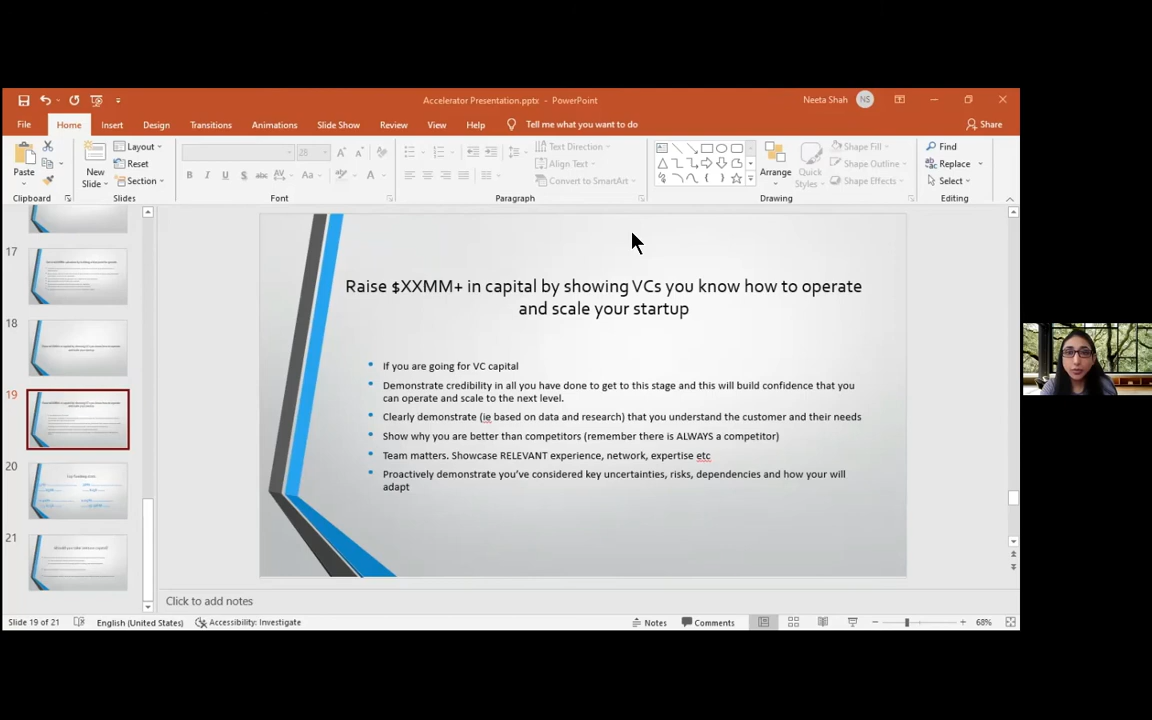 Accelerator Presentation.pptx - PowerPoint
Neeta Shah
NS
File Home Insert Design Transitions Animations Slide Show Review View Help Tell me what you want to do Share
Paste
New Slide
Layout
Reset
Section
28
Text Direction
Align Text
Convert to SmartArt
Arrange
Quick Styles
Shape Fill
Shape Outline
Shape Effects
Find
Replace
Select
Clipboard Slides Font Paragraph Drawing Editing
17
18
19
20
21
Raise $XXMM+ in capital by showing VCs you know how to operate
and scale your startup
If you are going for VC capital
Demonstrate credibility in all you have done to get to this stage and this will build confidence that you
can operate and scale to the next level.
Clearly demonstrate (ie based on data and research) that you understand the customer and their needs
Show why you are better than competitors (remember there is ALWAYS a competitor)
Team matters. Showcase RELEVANT experience, network, expertise etc
Proactively demonstrate you've considered key uncertainties, risks, dependencies and how your will
adapt
Click to add notes
Slide 19 of 21 English (United States) Accessibility: Investigate Notes Comments 68%